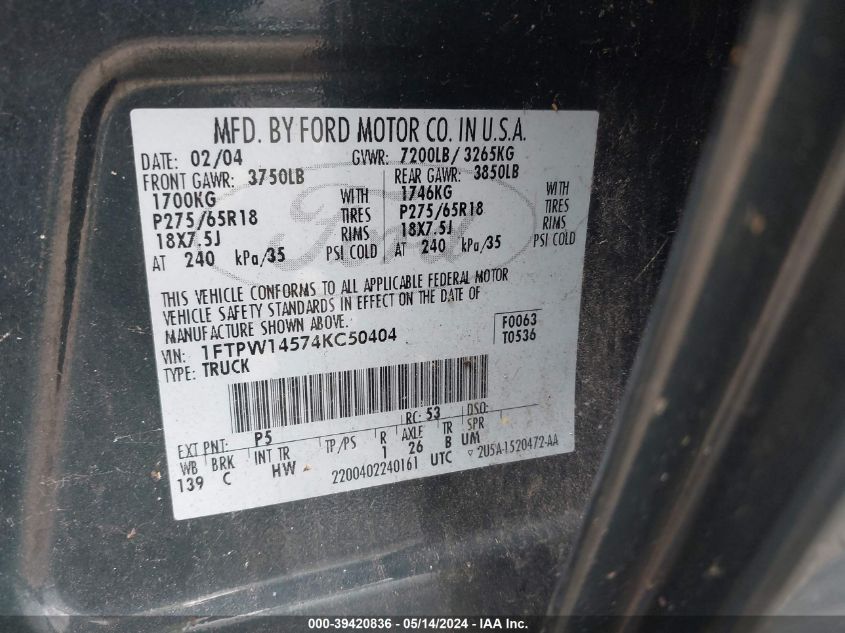 MFD. BY FORD MOTOR CO. IN U.S.A.
DATE: 02/04 GVWR: 7200LB/ 3265KG
FRONT GAWR: 3750LB REAR GAWR: 3850LB
1700KG WITH 1746KG WITH
P275/65R18 TIRES P275/65R18 TIRES
18X7.5J RIMS 18X7.5J RIMS
AT 240 kPa/35 PSI COLD AT 240 kPa/35 PSI COLD
Ford
THIS VEHICLE CONFORMS TO ALL APPLICABLE FEDERAL MOTOR
VEHICLE SAFETY STANDARDS IN EFFECT ON THE DATE OF
MANUFACTURE SHOWN ABOVE.
VIN: 1FTPW14574KC50404
F0063
T0536
TYPE: TRUCK
EXT PNT: P5 RC: 53 DSO:
WB BRK INT TR TP/PS R AXLE TR SPR
139 C HW 1 26 B UM
2200402240161 UTC ▽ 2U5A-1520472-AA
000-39420836 - 05/14/2024 - IAA Inc.